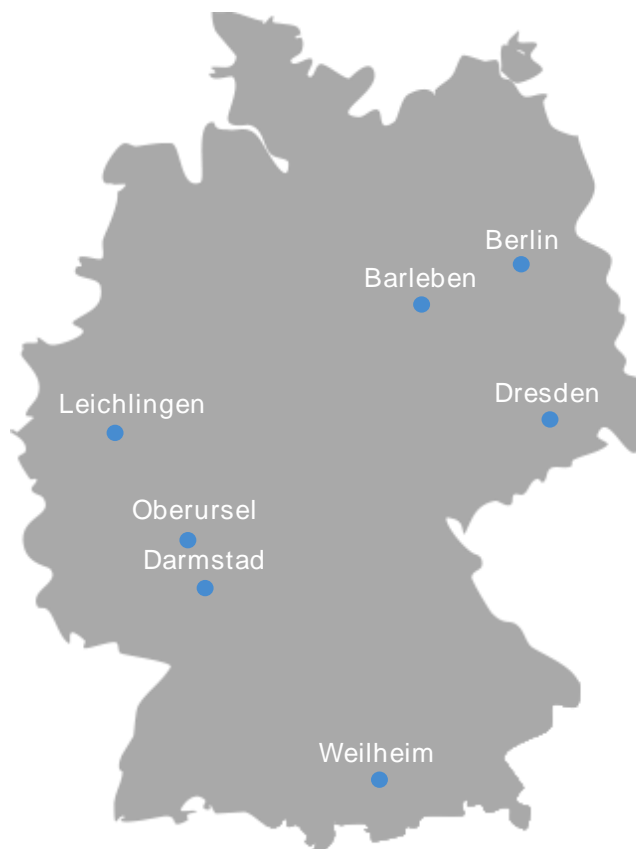 Berlin
Barleben
Dresden
Leichlingen
Oberursel
Darmstad
Weilheim